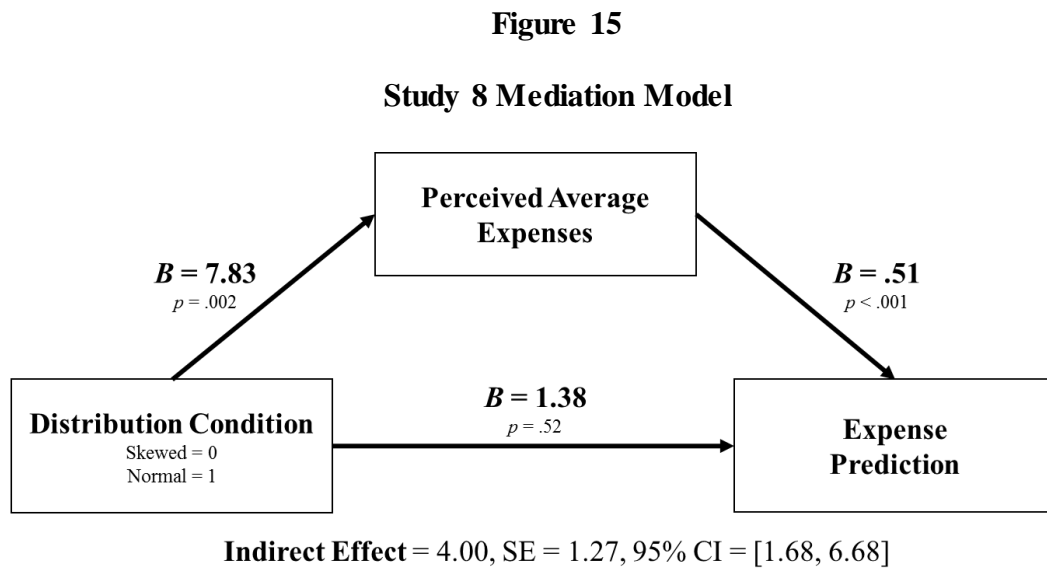 Figure 15
Study 8 Mediation Model
Perceived Average
Expenses
B = 7.83
p = .002
B = .51
p < .001
Distribution Condition
Skewed = 0
Normal = 1
B = 1.38
p = .52
Expense
Prediction
Indirect Effect = 4.00, SE = 1.27, 95% CI = [1.68, 6.68]